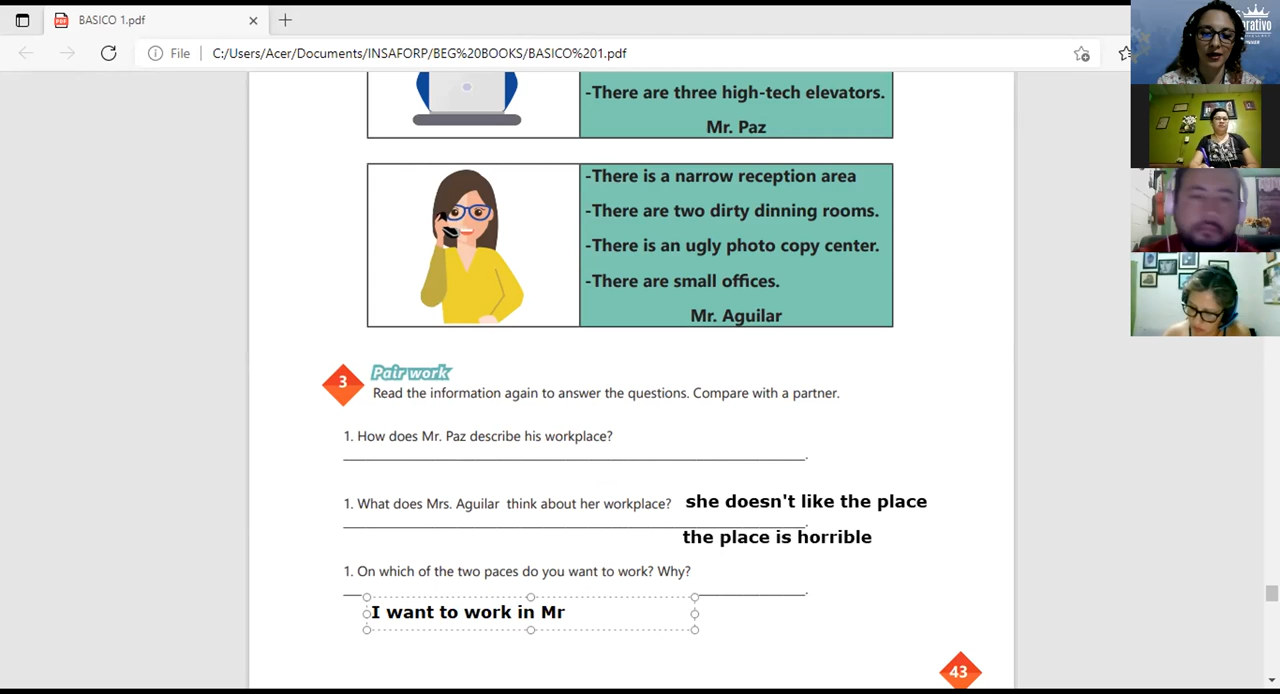 BASICO 1.pdf
File
C:/Users/Acer/Documents/INSAFORP/BEG%20BOOKS/BASICO%201.pdf
-There are three high-tech elevators.
Mr. Paz
-There is a narrow reception area
-There are two dirty dinning rooms.
-There is an ugly photo copy center.
-There are small offices.
Mr. Aguilar
3
Pair work
Read the information again to answer the questions. Compare with a partner.
1. How does Mr. Paz describe his workplace?
1. What does Mrs. Aguilar think about her workplace?
she doesn't like the place
the place is horrible
1. On which of the two paces do you want to work? Why?
I want to work in Mr
43